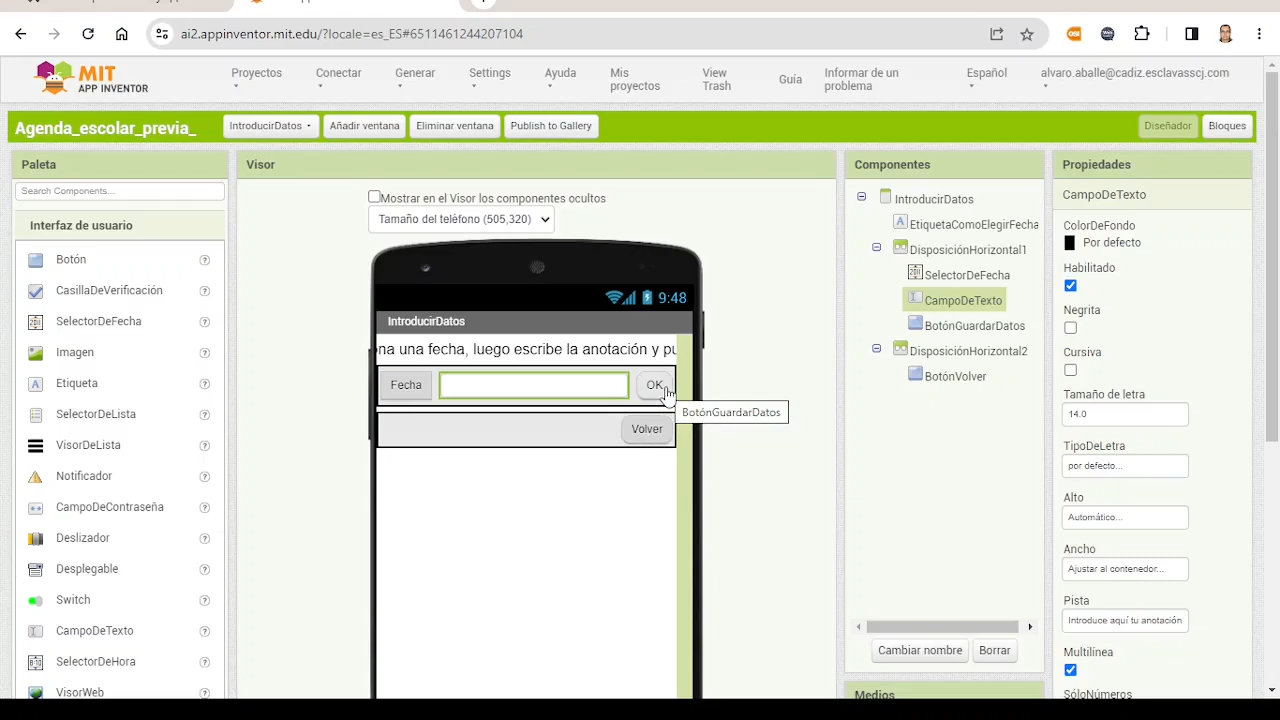 ai2.appinventor.mit.edu/?locale=es_ES#6511461244207104
MIT
APP INVENTOR
Proyectos
Conectar
Generar
Settings
Ayuda
Mis
proyectos
View
Trash
Guía
Informar de un
problema
Español
alvaro.aballe@cadiz.esclavasscj.com
Agenda_escolar_previa_
IntroducirDatos
Añadir ventana
Eliminar ventana
Publish to Gallery
Diseñador
Bloques
Paleta
Search Components...
Interfaz de usuario
Botón
CasillaDeVerificación
SelectorDeFecha
Imagen
Etiqueta
SelectorDeLista
VisorDeLista
Notificador
CampoDeContraseña
Deslizador
Desplegable
Switch
CampoDeTexto
SelectorDeHora
VisorWeb
Visor
Mostrar en el Visor los componentes ocultos
Tamaño del teléfono (505,320)
9:48
IntroducirDatos
na una fecha, luego escribe la anotación y pu
Fecha
OK
BotónGuardarDatos
Volver
Componentes
IntroducirDatos
EtiquetaComoElegirFecha
DisposiciónHorizontal1
SelectorDeFecha
CampoDeTexto
BotónGuardarDatos
DisposiciónHorizontal2
BotónVolver
Cambiar nombre
Borrar
Medios
Propiedades
CampoDeTexto
ColorDeFondo
Por defecto
Habilitado
Negrita
Cursiva
Tamaño de letra
14.0
TipoDeLetra
por defecto...
Alto
Automático...
Ancho
Ajustar al contenedor...
Pista
Introduce aquí tu anotación
Multilínea
SóloNúmeros